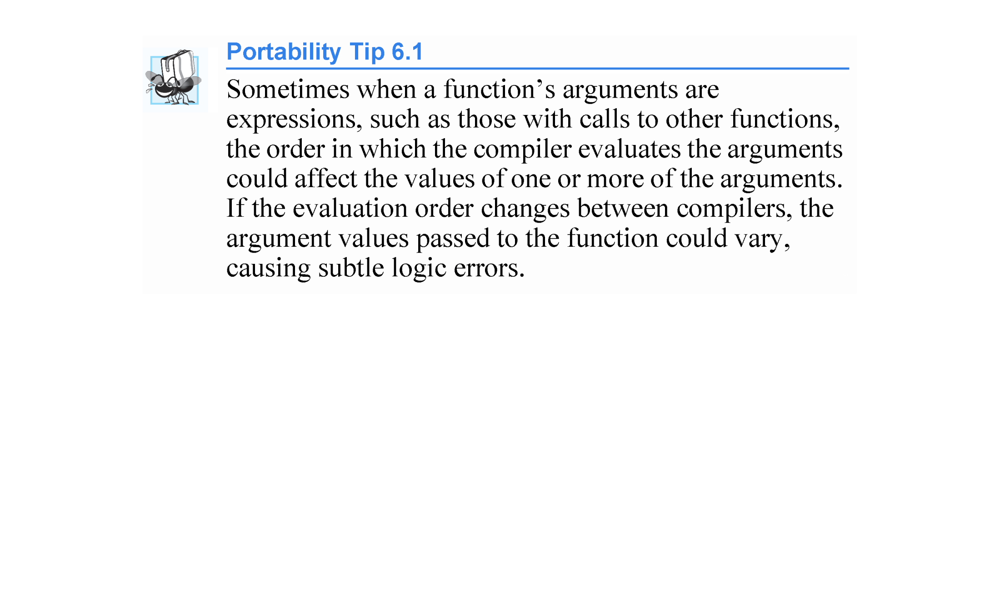 Portability Tip 6.1
Sometimes when a function’s arguments are
expressions, such as those with calls to other functions,
the order in which the compiler evaluates the arguments
could affect the values of one or more of the arguments.
If the evaluation order changes between compilers, the
argument values passed to the function could vary,
causing subtle logic errors.